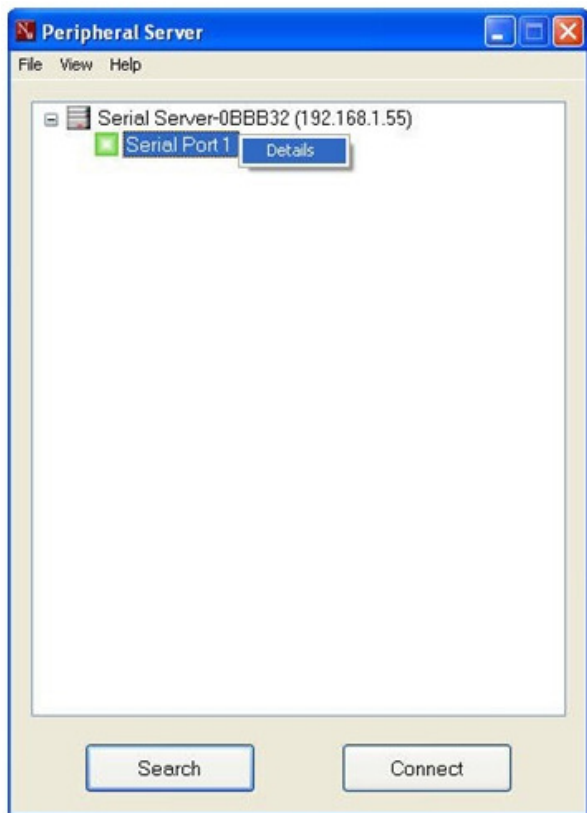 Peripheral Server
File View Help
Serial Server-0BBB32 (192.168.1.55)
Serial Port 1
Details
Search Connect